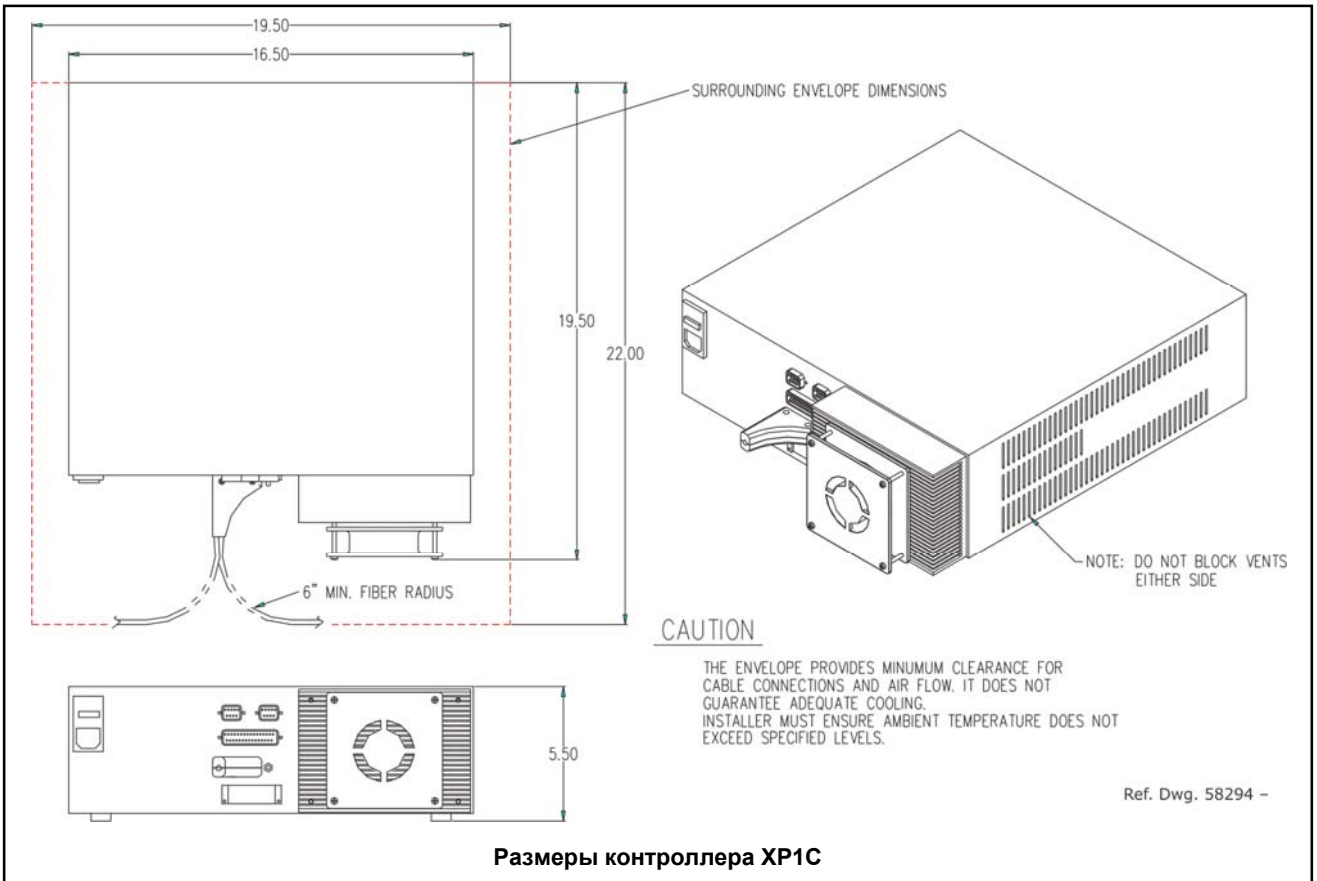 19.50
16.50
SURROUNDING ENVELOPE DIMENSIONS
19.50
22.00
6" MIN. FIBER RADIUS
NOTE: DO NOT BLOCK VENTS
EITHER SIDE
CAUTION
THE ENVELOPE PROVIDES MINUMUM CLEARANCE FOR
CABLE CONNECTIONS AND AIR FLOW. IT DOES NOT
GUARANTEE ADEQUATE COOLING.
INSTALLER MUST ENSURE AMBIENT TEMPERATURE DOES NOT
EXCEED SPECIFIED LEVELS.
5.50
Ref. Dwg. 58294 –
Размеры контроллера XP1C